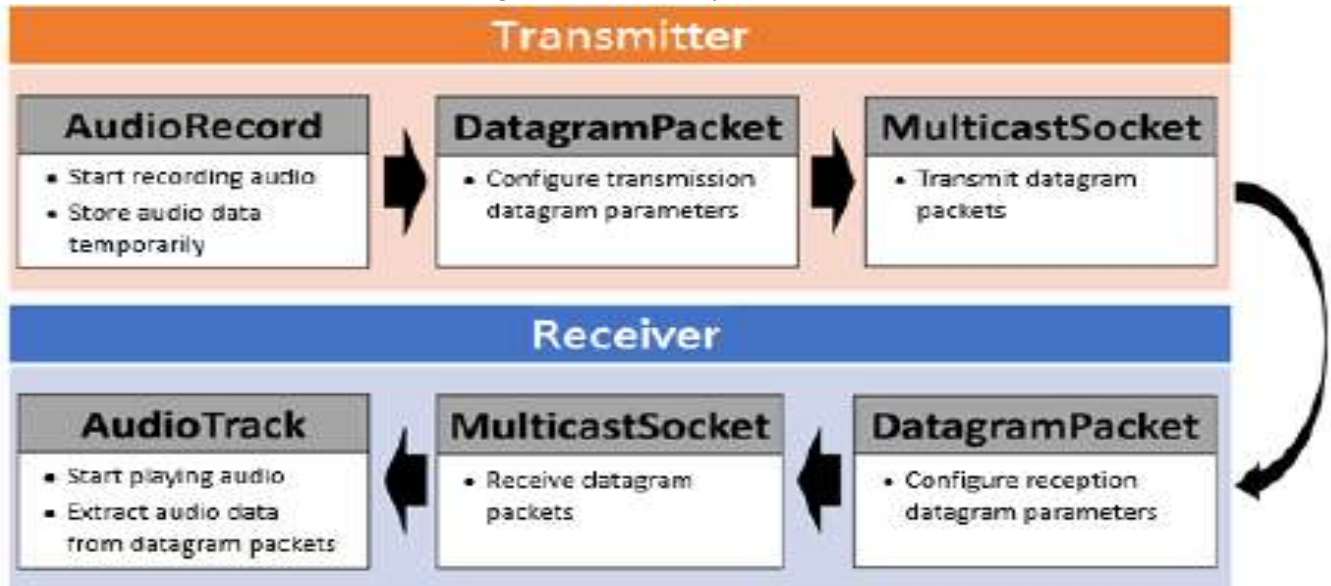 Transmitter
AudioRecord
• Start recording audio
• Store audio data
temporarily
DatagramPacket
• Configure transmission
datagram parameters
MulticastSocket
• Transmit datagram
packets
Receiver
AudioTrack
• Start playing audio
• Extract audio data
from datagram packets
MulticastSocket
• Receive datagram
packets
DatagramPacket
• Configure reception
datagram parameters